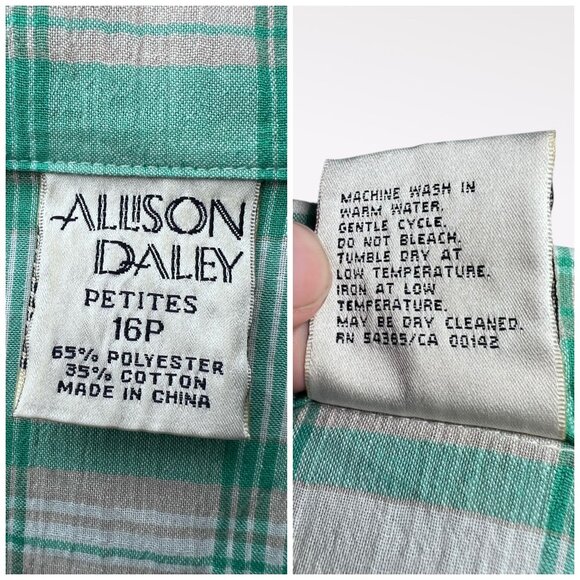 ALLISON
DALEY
PETITES
16P
65% POLYESTER
35% COTTON
MADE IN CHINA
MACHINE WASH IN
WARM WATER.
GENTLE CYCLE.
DO NOT BLEACH.
TUMBLE DRY AT
LOW TEMPERATURE.
IRON AT LOW
TEMPERATURE.
MAY BE DRY CLEANED.
RN 54385/CA 00142